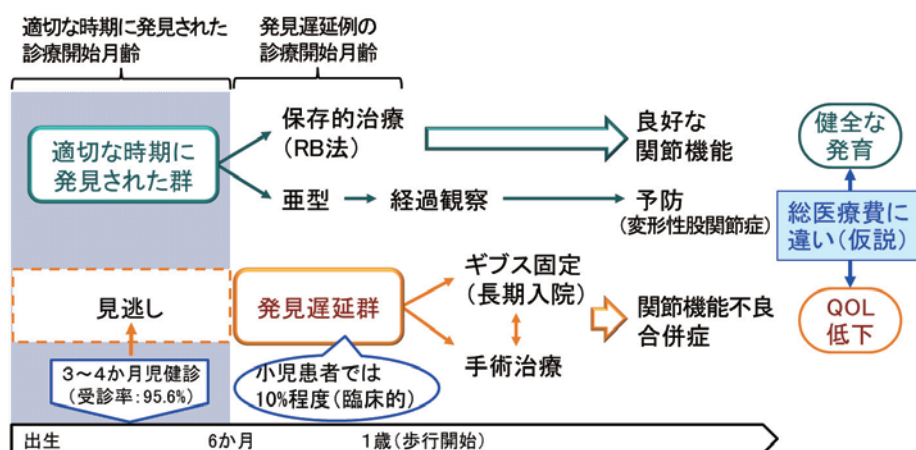 適切な時期に発見された
診療開始月齢
発見遅延例の
診療開始月齢
適切な時期に
発見された群
保存的治療
(RB法)
良好な
関節機能
健全な
発育
亜型
経過観察
予防
(変形性股関節症)
総医療費に
違い(仮説)
見逃し
発見遅延群
ギブス固定
(長期入院)
手術治療
関節機能不良
合併症
QOL
低下
3~4か月児健診
(受診率:95.6%)
小児患者では
10%程度(臨床的)
出生
6か月
1歳(歩行開始)